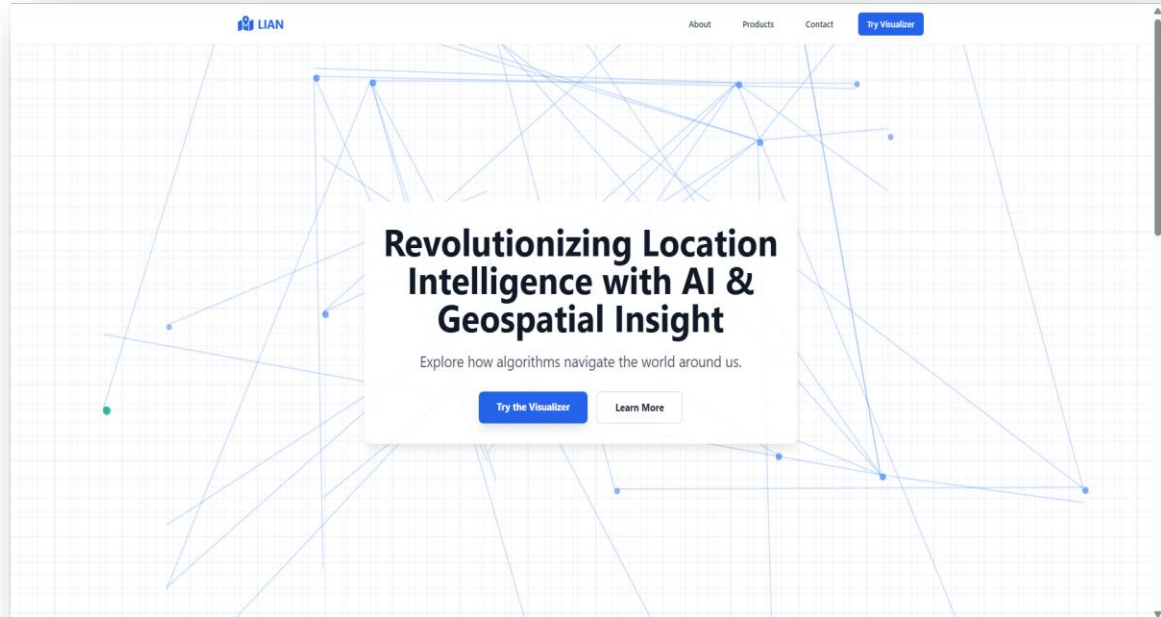 LIAN
About
Products
Contact
Try Visualizer
Revolutionizing Location
Intelligence with AI &
Geospatial Insight
Explore how algorithms navigate the world around us.
Try the Visualizer
Learn More